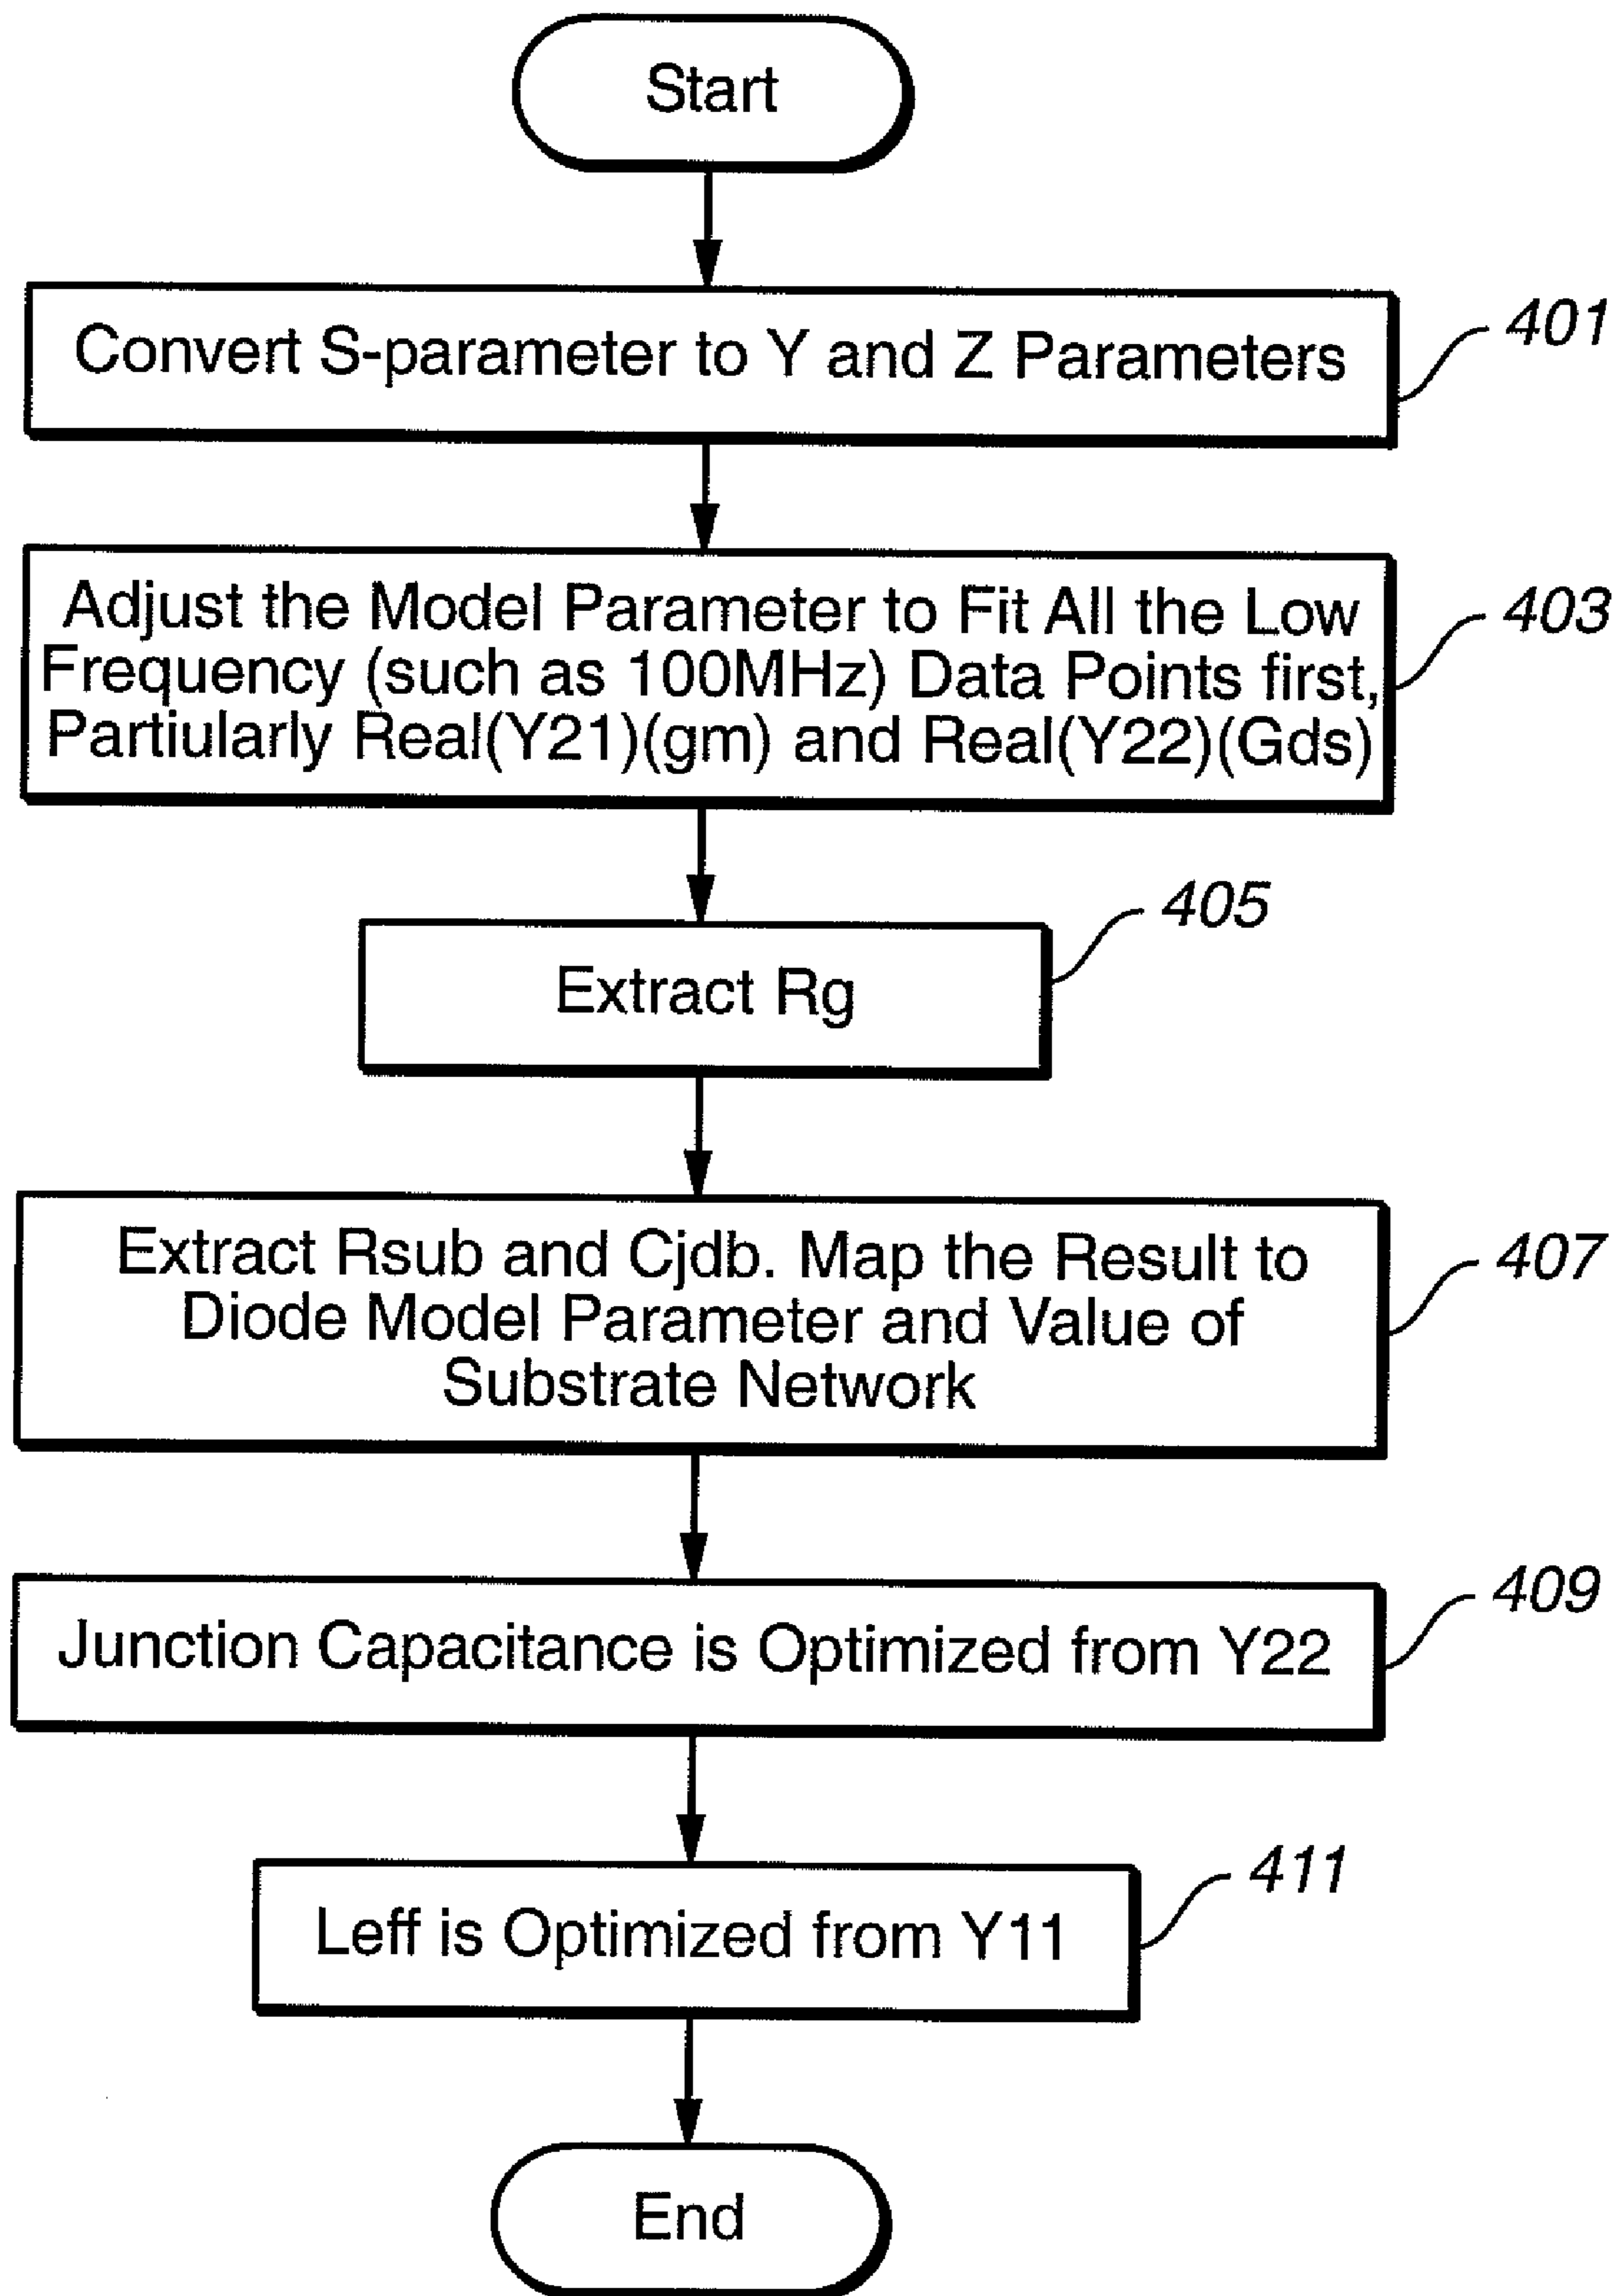 Start
Convert S-parameter to Y and Z Parameters
401
Adjust the Model Parameter to Fit All the Low
Frequency (such as 100MHz) Data Points first,
Partiularly Real(Y21)(gm) and Real(Y22)(Gds)
403
405
Extract Rg
Extract Rsub and Cjdb. Map the Result to
Diode Model Parameter and Value of
Substrate Network
407
Junction Capacitance is Optimized from Y22
409
Leff is Optimized from Y11
411
End